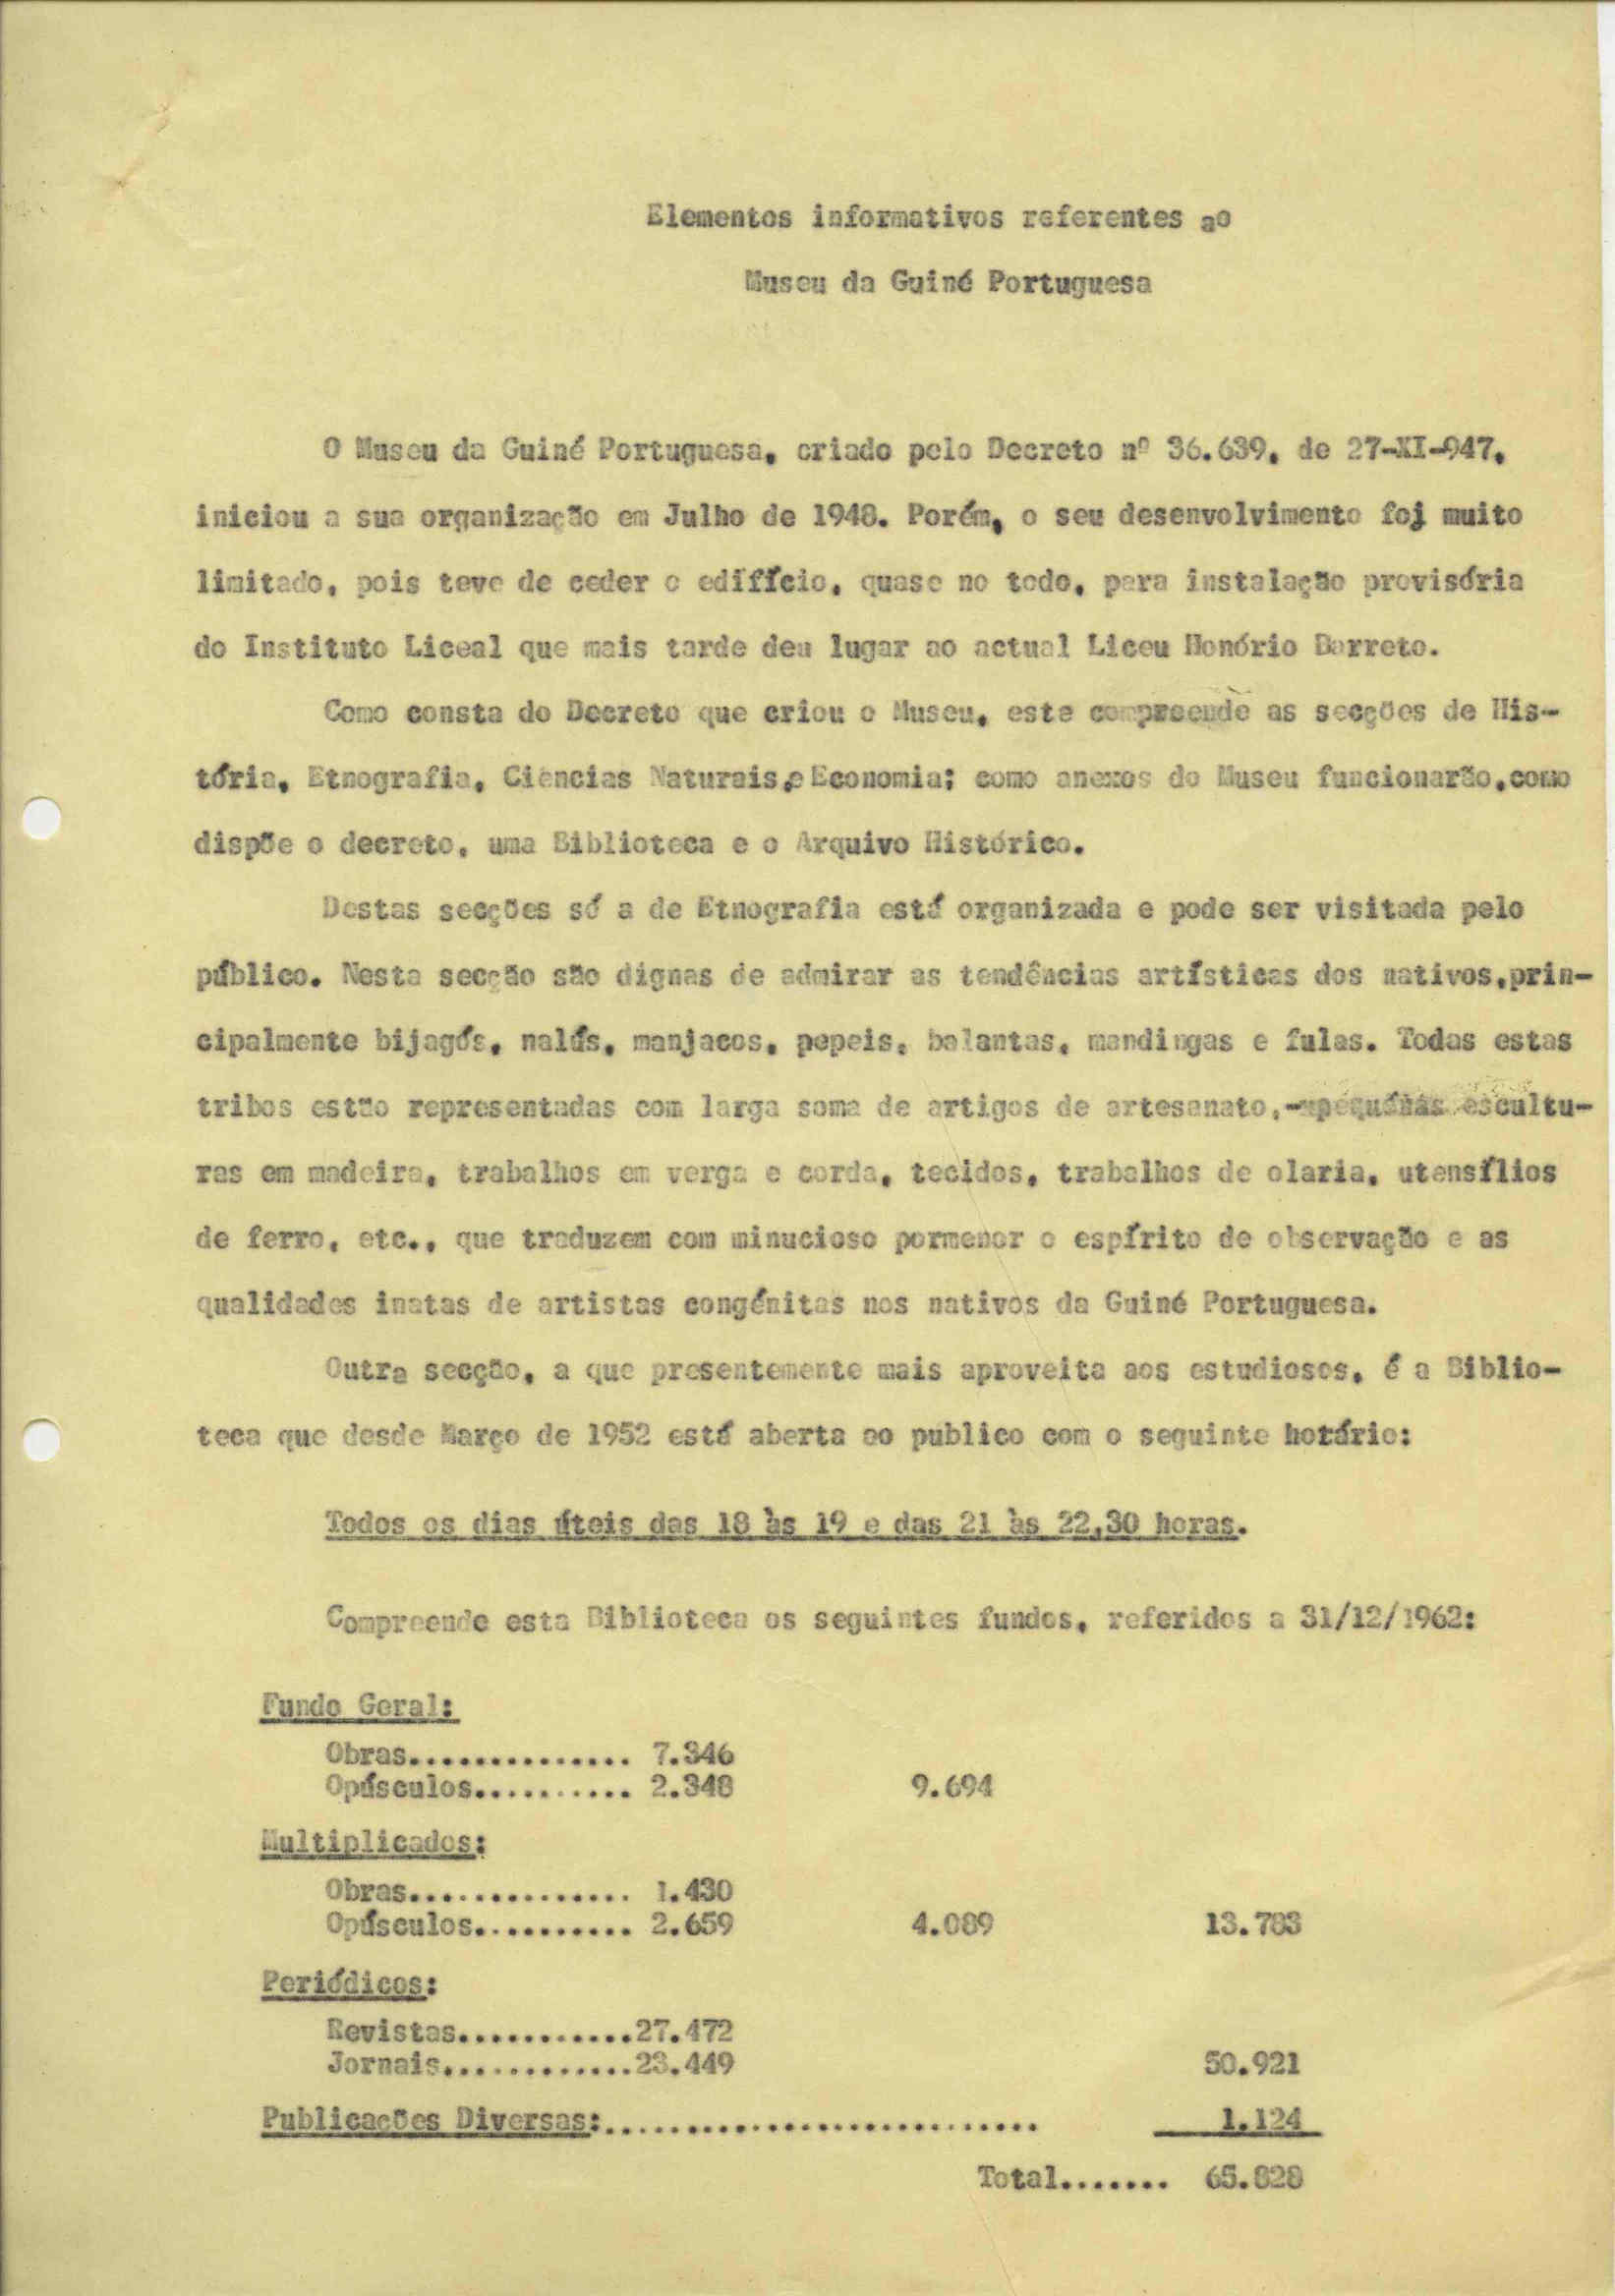 Elementos informativos referentes ao
Museu da Guiné Portuguesa
O Museu da Guiné Portuguesa, criado pelo Decreto nº 36.639, de 27-XI-947,
iniciou a sua organização em Julho de 1948. Porém, o seu desenvolvimento foi muito
limitado, pois teve de ceder o edifício, quase no todo, para instalação provisória
do Instituto Liceal que mais tarde deu lugar ao actual Liceu Honório Barreto.
Como consta do Decreto que criou o Museu, este compreende as secções de His-
tória, Etnografia, Ciências Naturais e Economia; como anexos do Museu funcionarão,como
dispõe o decreto, uma Biblioteca e o Arquivo Histórico.
Destas secções só a de Etnografia está organizada e pode ser visitada pelo
público. Nesta secção são dignas de admirar as tendências artísticas dos nativos,prin-
cipalmente bijagós, nalús, manjacos, papeis, balantas, mandingas e fulas. Todas estas
tribos estão representadas com larga soma de artigos de artesanato,-pequenas escultu-
ras em madeira, trabalhos em verga e corda, tecidos, trabalhos de olaria, utensílios
de ferro, etc., que traduzem com minucioso pormenor o espírito de observação e as
qualidades inatas de artistas congénitas nos nativos da Guiné Portuguesa.
Outra secção, a que presentemente mais aproveita aos estudiosos, é a Biblio-
teca que desde Março de 1952 está aberta ao publico com o seguinte horário:
Todos os dias úteis das 18 às 19 e das 21 às 22,30 horas.
Compreende esta Biblioteca os seguintes fundos, referidos a 31/12/1962:
Fundo Geral:
Obras.............. 7.346
Opúsculos.......... 2.348 9.694
Multiplicados:
Obras.............. 1.430
Opúsculos.......... 2.659 4.089 13.783
Periódicos:
Revistas...........27.472
Jornais............23.449 50.921
Publicações Diversas:........................... 1.124
Total....... 65.828